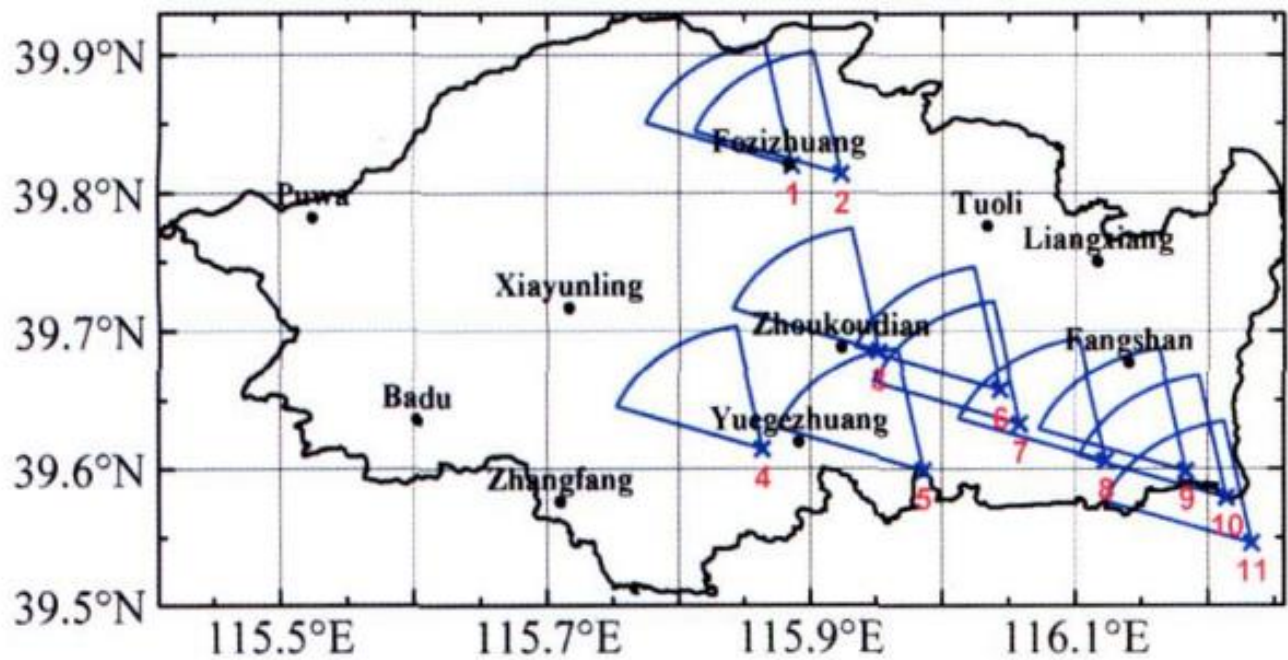 39.9°N
Fozizhuang
39.8°N
Puwa
1
2
Tuoli
Liangxiang
Xiayunling
39.7°N
Zhoukoudian
Fangshan
Badu
6
7
Yuegezhuang
39.6°N
Zhangfang
4
5
8
9
10
11
39.5°N
115.5°E
115.7°E
115.9°E
116.1°E